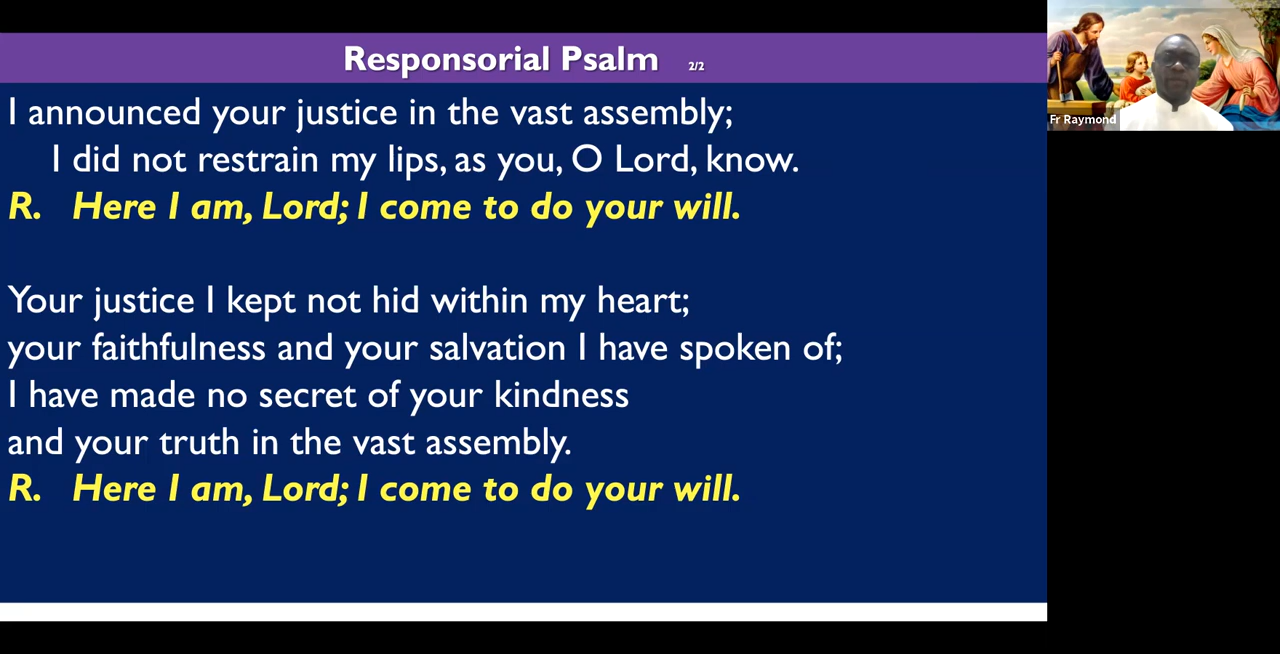 Responsorial Psalm 2/2
I announced your justice in the vast assembly;
I did not restrain my lips, as you, O Lord, know.
R. Here I am, Lord; I come to do your will.
Your justice I kept not hid within my heart;
your faithfulness and your salvation I have spoken of;
I have made no secret of your kindness
and your truth in the vast assembly.
R. Here I am, Lord; I come to do your will.
Fr Raymond